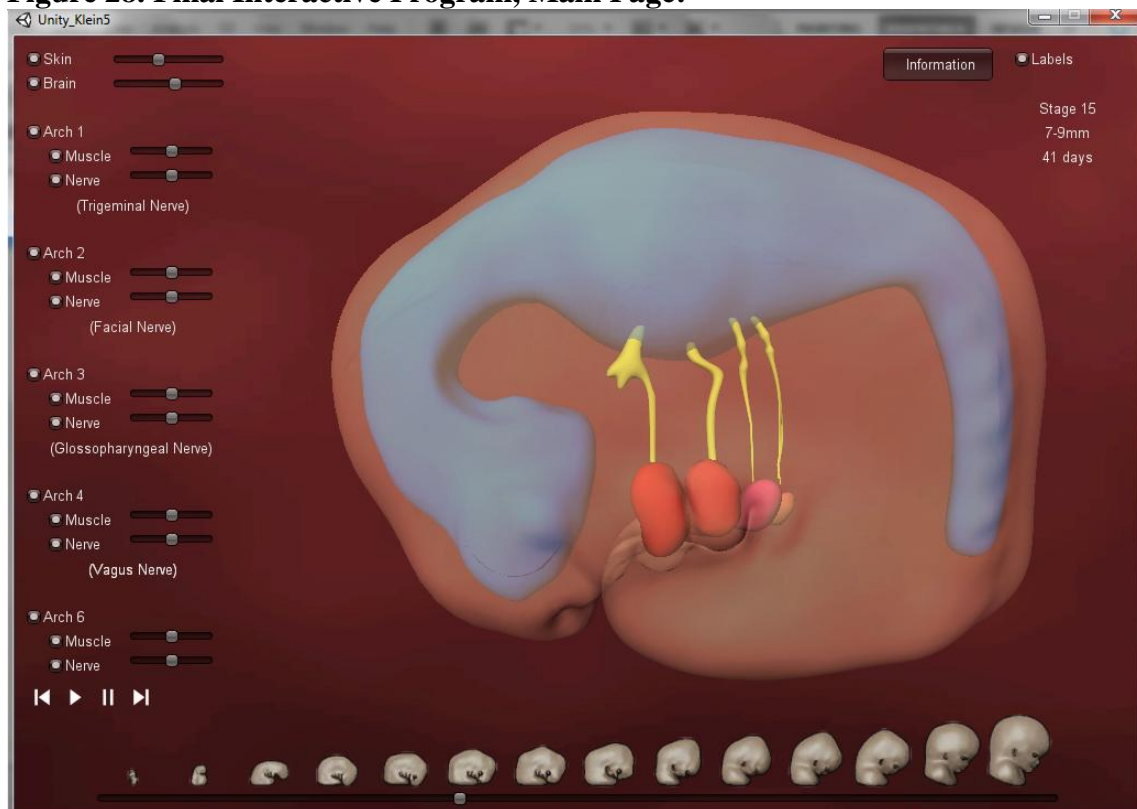 Figure 28. Final Interactive Program, Main Page.
Unity_Klein5
Skin
Brain
Arch 1
Muscle
Nerve
(Trigeminal Nerve)
Arch 2
Muscle
Nerve
(Facial Nerve)
Arch 3
Muscle
Nerve
(Glossopharyngeal Nerve)
Arch 4
Muscle
Nerve
(Vagus Nerve)
Arch 6
Muscle
Nerve
Information
Labels
Stage 15
7-9mm
41 days